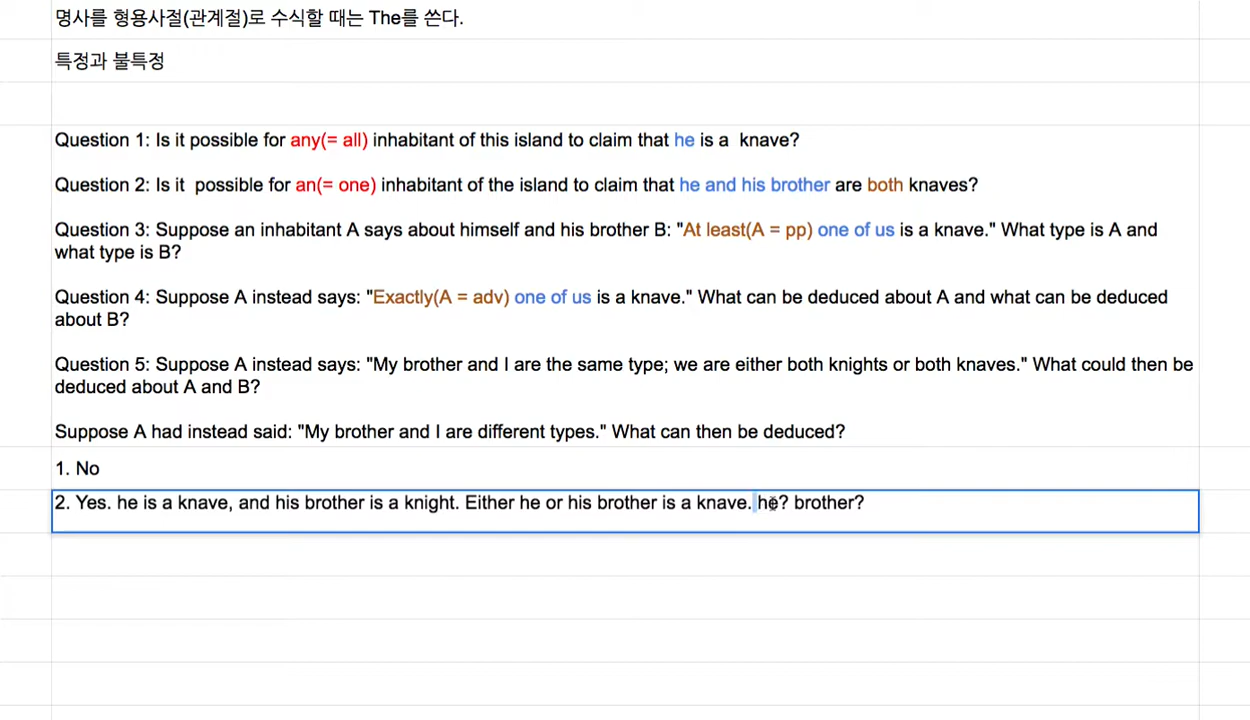 명사를 형용사절(관계절)로 수식할 때는 The를 쓴다.
특정과 불특정
Question 1: Is it possible for any(= all) inhabitant of this island to claim that he is a  knave?
Question 2: Is it  possible for an(= one) inhabitant of the island to claim that he and his brother are both knaves?
Question 3: Suppose an inhabitant A says about himself and his brother B: "At least(A = pp) one of us is a knave." What type is A and
what type is B?
Question 4: Suppose A instead says: "Exactly(A = adv) one of us is a knave." What can be deduced about A and what can be deduced
about B?
Question 5: Suppose A instead says: "My brother and I are the same type; we are either both knights or both knaves." What could then be
deduced about A and B?
Suppose A had instead said: "My brother and I are different types." What can then be deduced?
1. No
2. Yes. he is a knave, and his brother is a knight. Either he or his brother is a knave. he? brother?